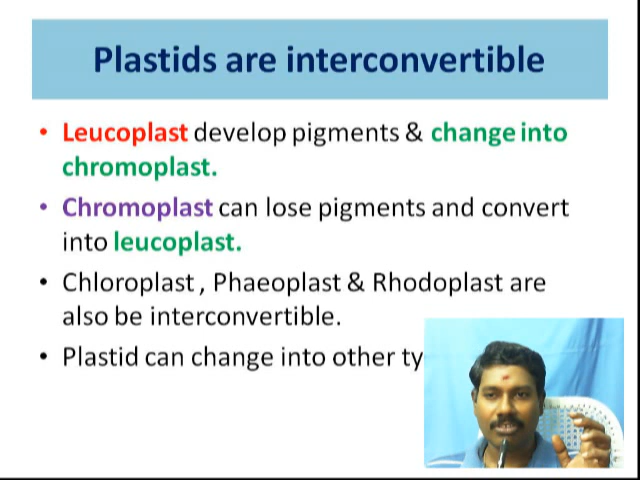 Plastids are interconvertible
• Leucoplast develop pigments & change into
chromoplast.
• Chromoplast can lose pigments and convert
into leucoplast.
• Chloroplast , Phaeoplast & Rhodoplast are
also be interconvertible.
• Plastid can change into other ty